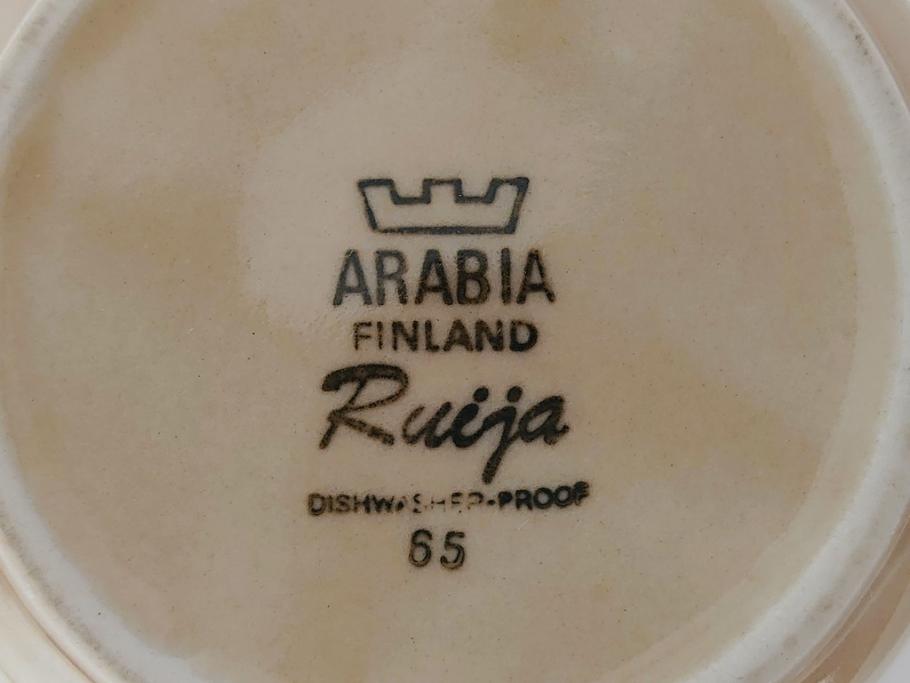 ARABIA
FINLAND
Ruija
DISHWASHER-PROOF
65